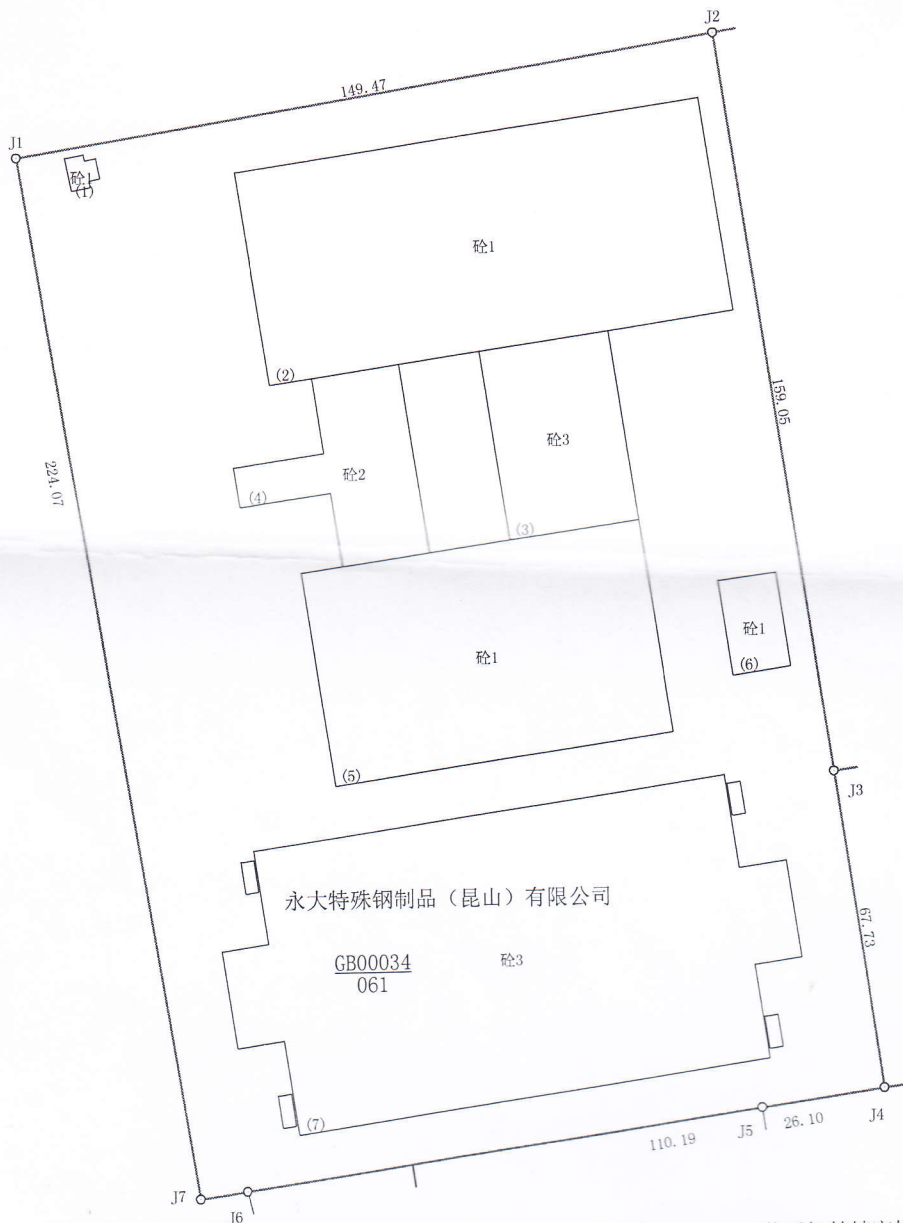 J2
149.47
J1
砼1
(1)
砼1
(2)
159.05
砼3
砼2
224.07
(4)
(3)
砼1
砼1
(6)
(5)
J3
永大特殊钢制品（昆山）有限公司
67.73
GB00034
砼3
061
(7)
J5
26.10
J4
110.19
J7
J6